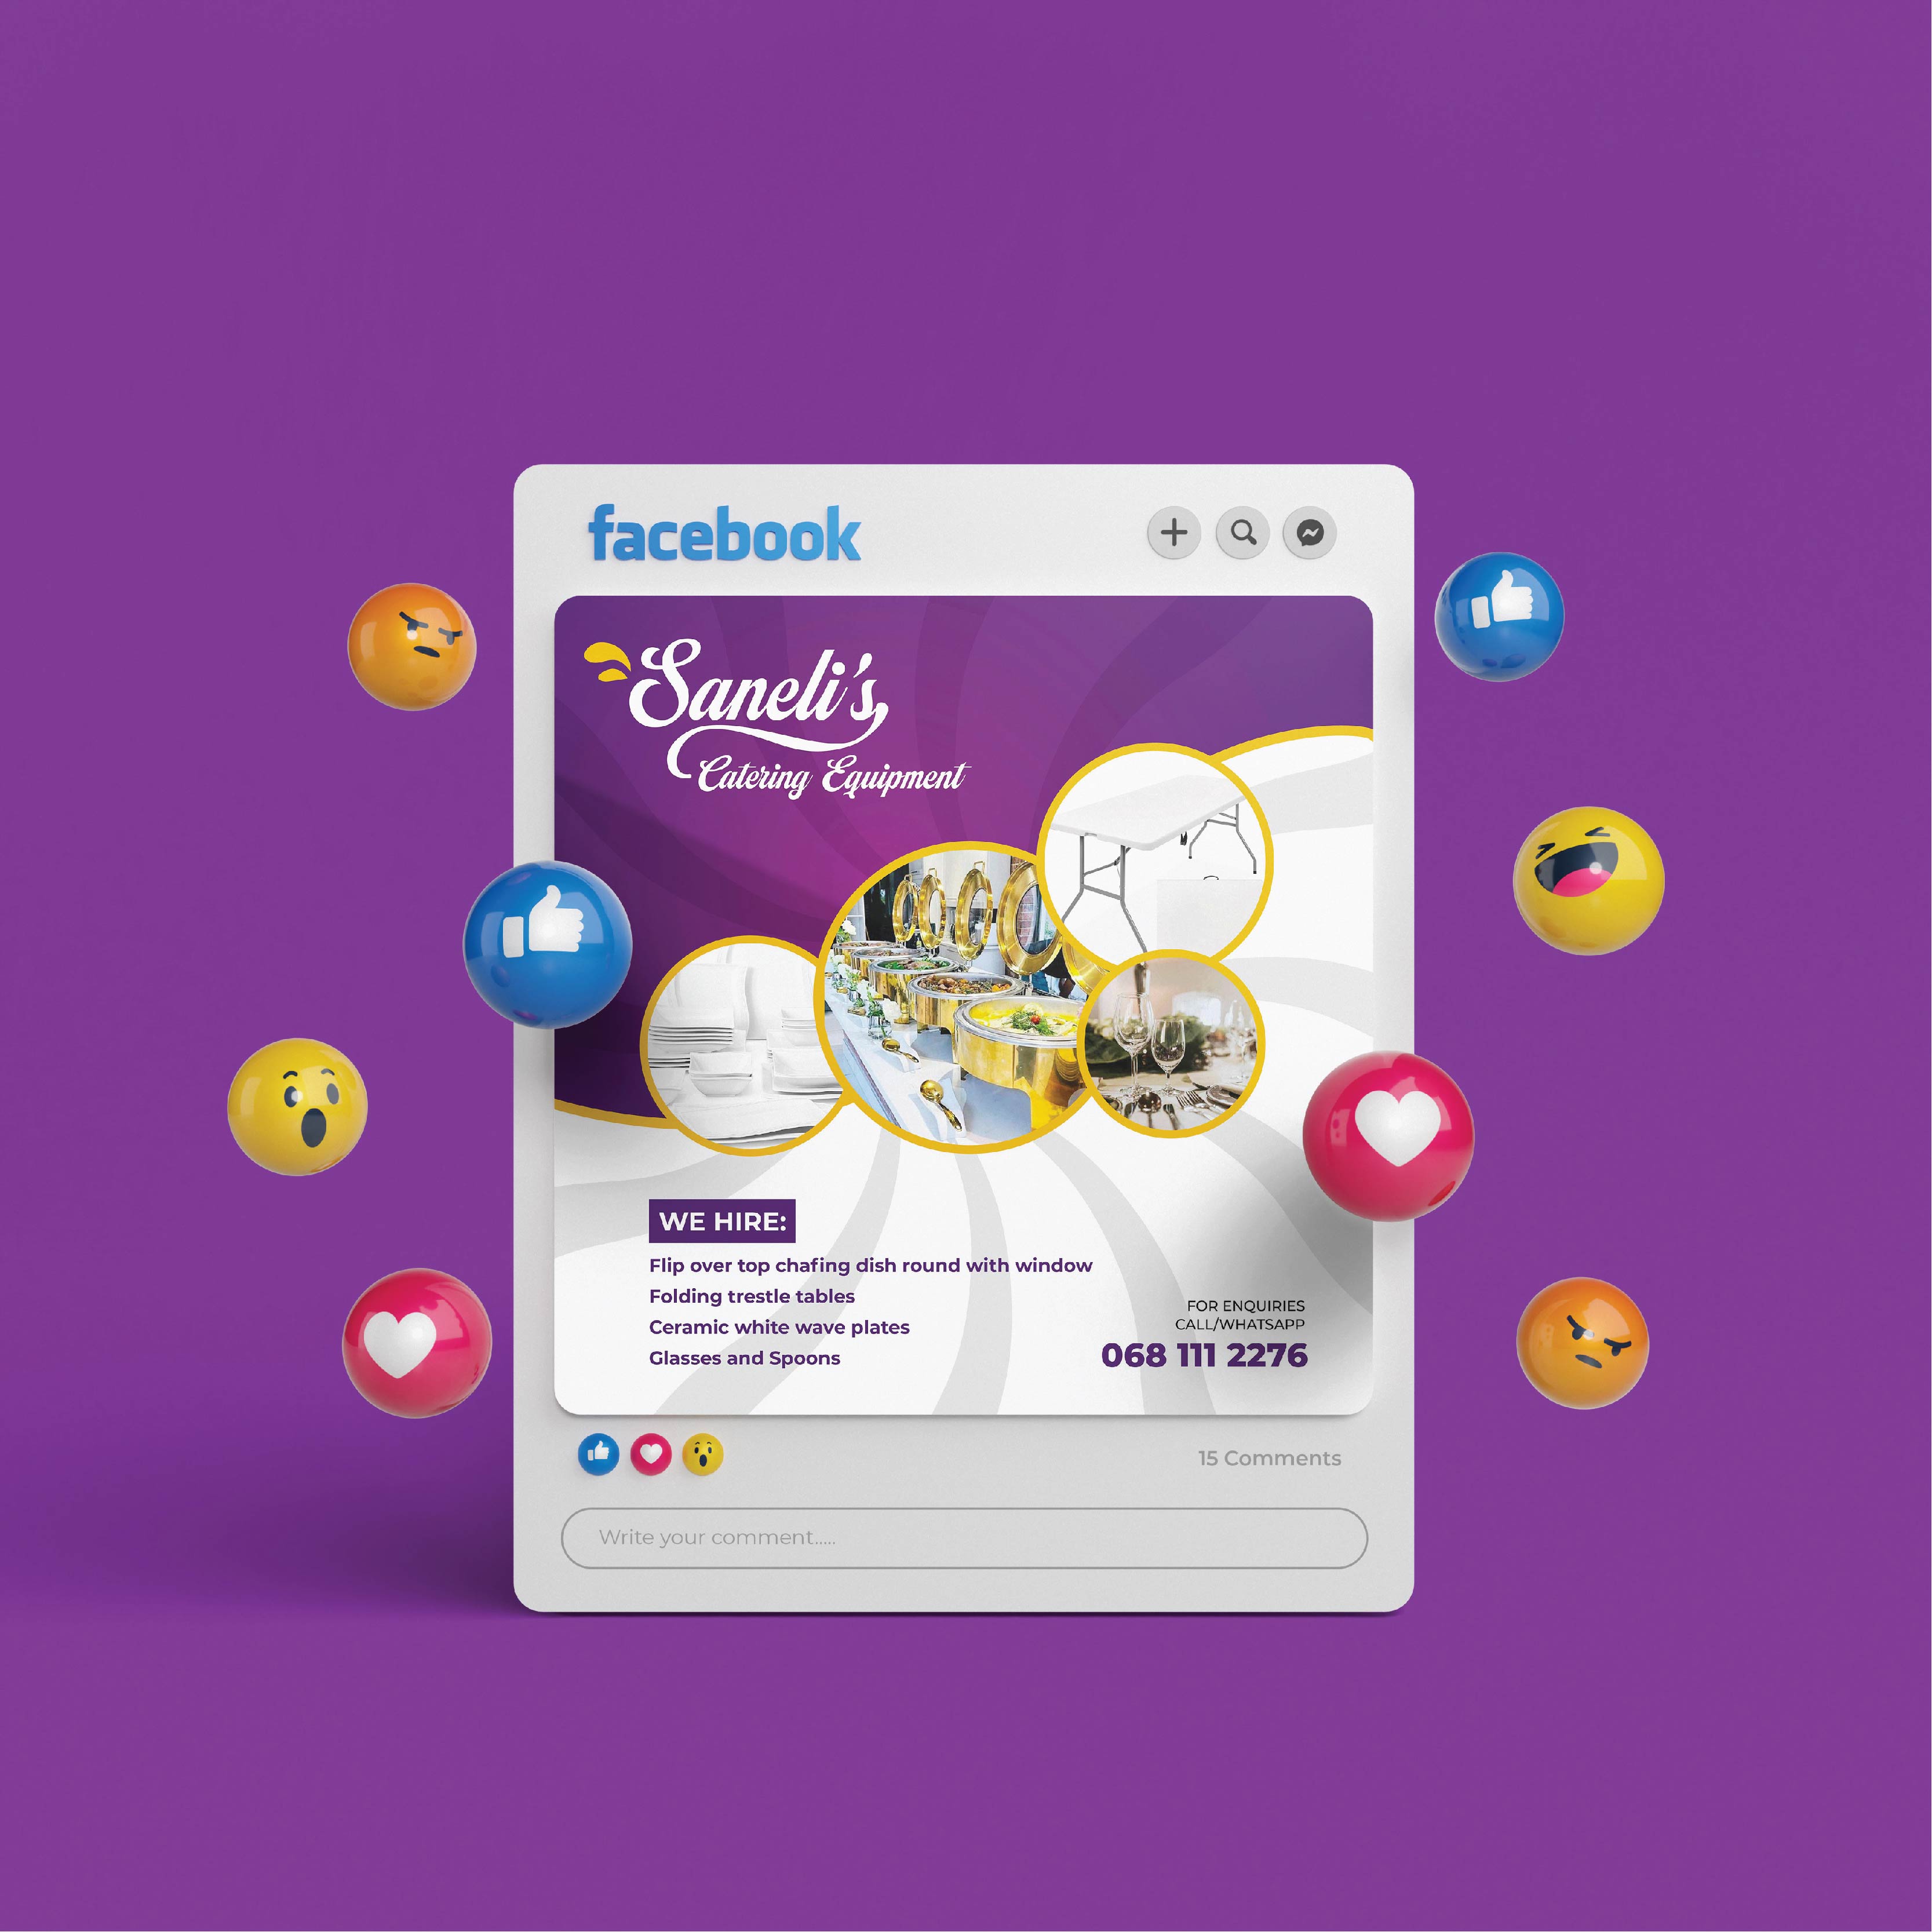 facebook
Saneli's
Catering Equipment
WE HIRE:
Flip over top chafing dish round with window
Folding trestle tables
Ceramic white wave plates
Glasses and Spoons
FOR ENQUIRIES
CALL/WHATSAPP
068 111 2276
15 Comments
Write your comment.....